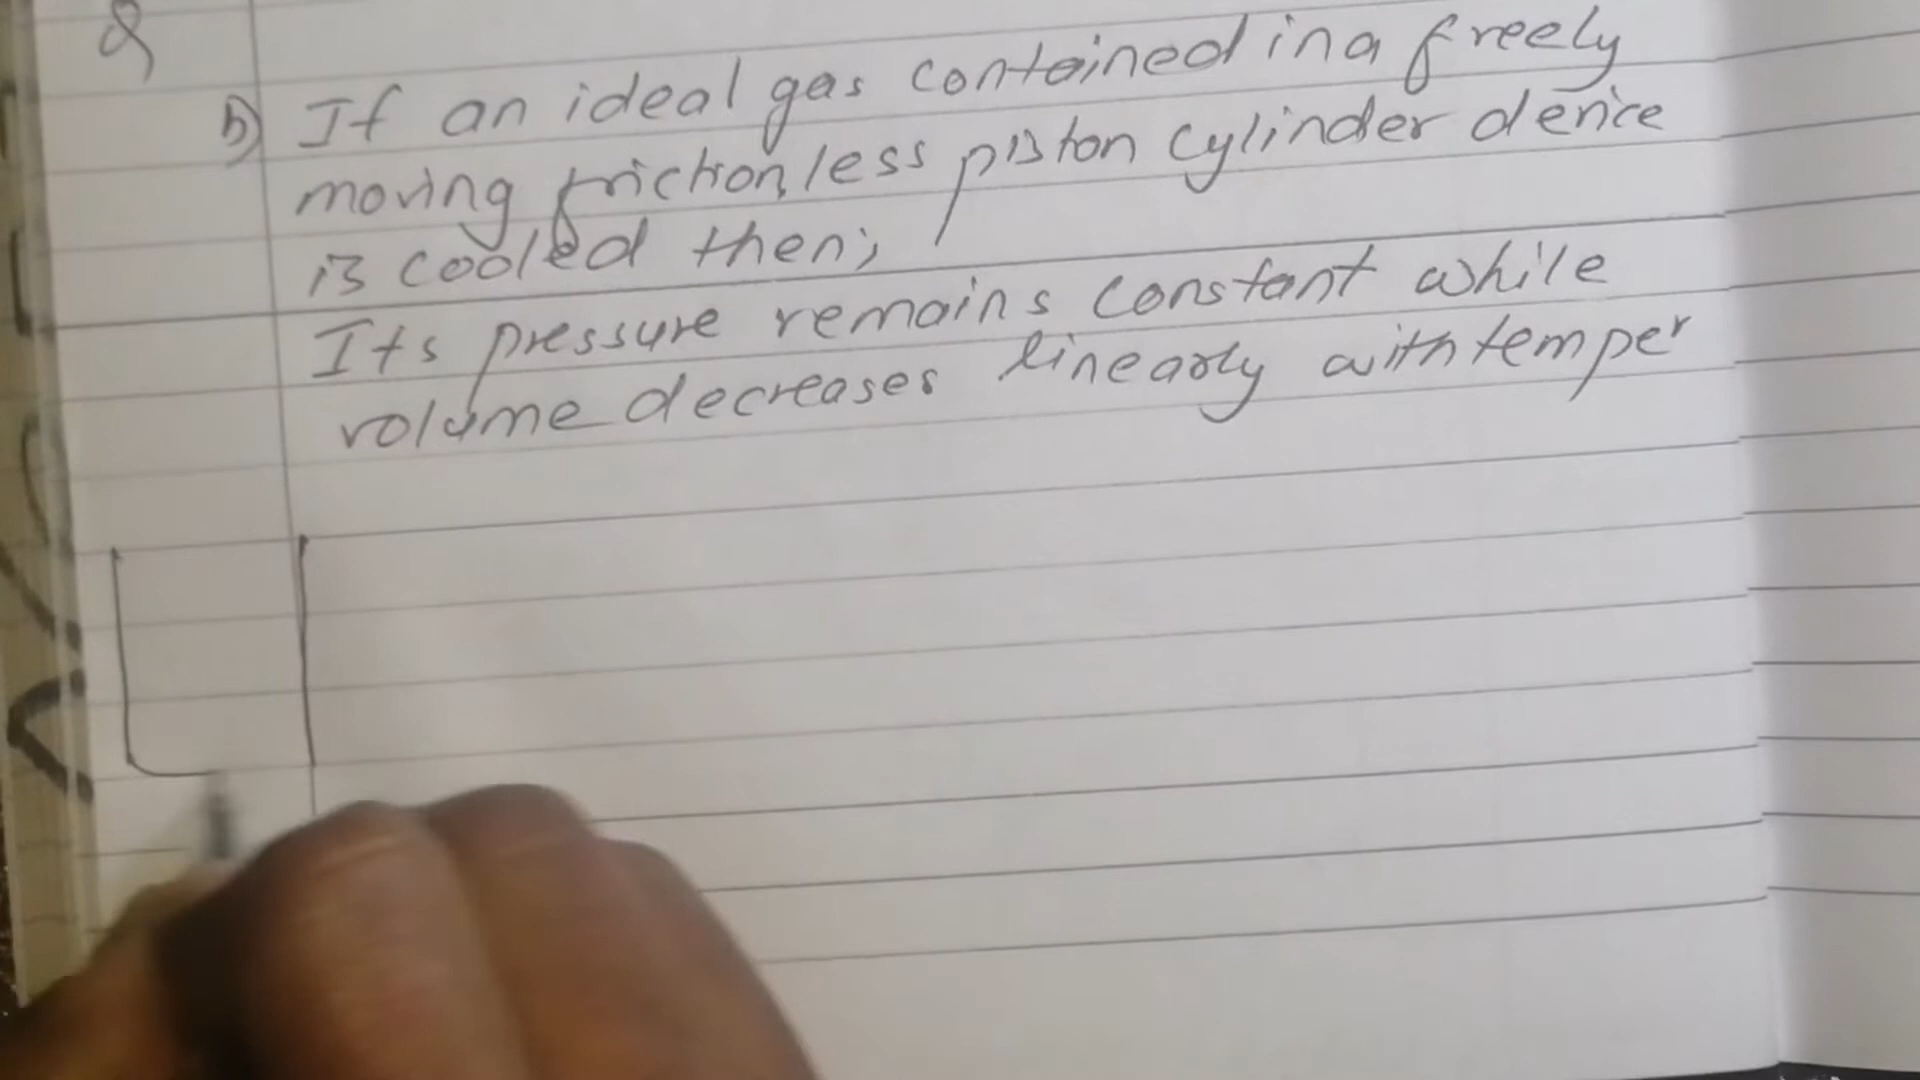 Q
b) If an ideal gas contained in a freely
moving frictionless piston cylinder device
is cooled then;
Its pressure remains constant while
volume decreases linearly with temper